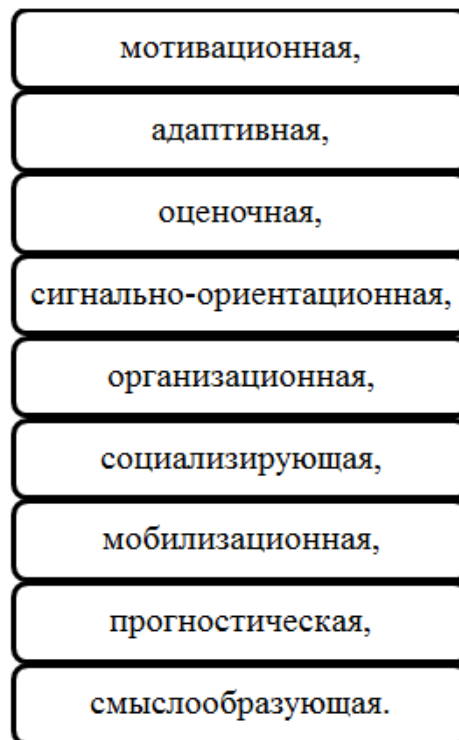 мотивационная,
адаптивная,
оценочная,
сигнально-ориентационная,
организационная,
социализирующая,
мобилизационная,
прогностическая,
смыслообразующая.